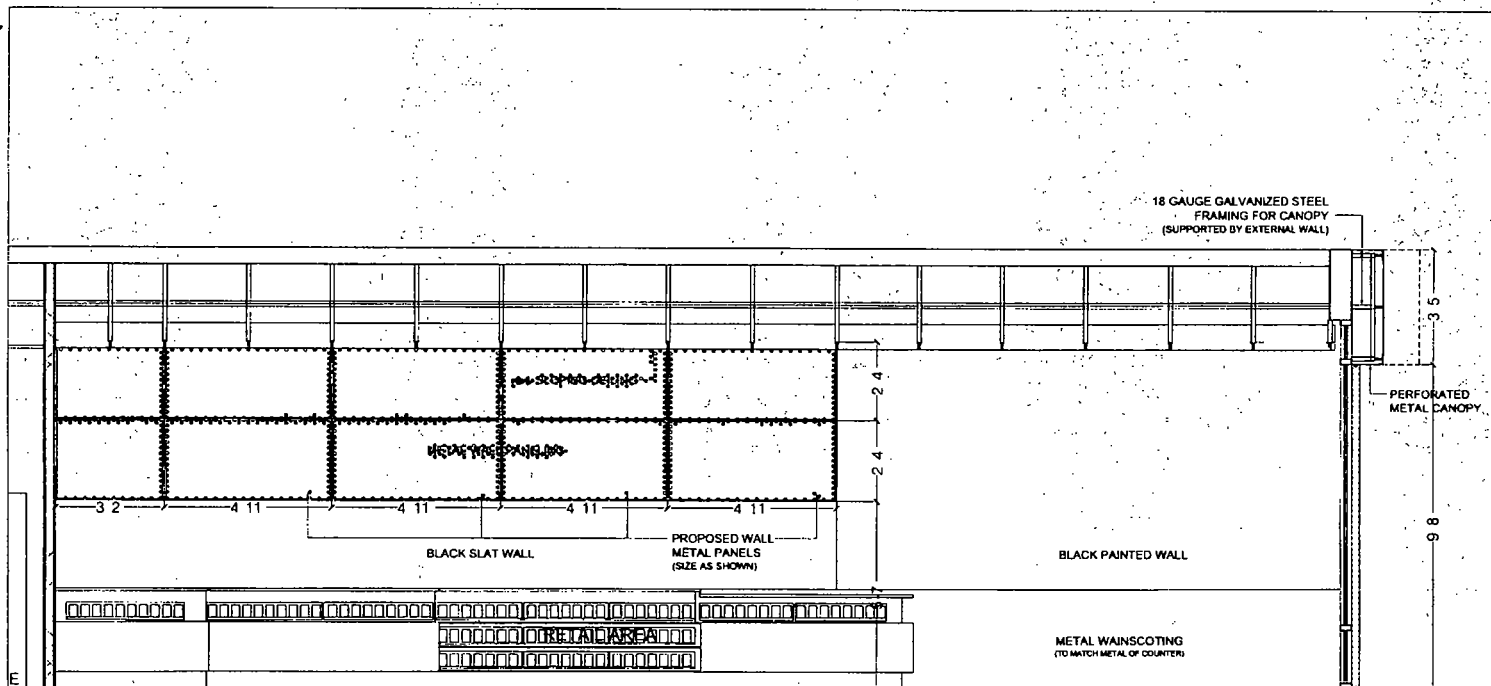 18 GAUGE GALVANIZED STEEL
FRAMING FOR CANOPY
(SUPPORTED BY EXTERNAL WALL)
3 5
2 4
PERFORATED
METAL CANOPY
2 4
3 2
4 11
4 11
4 11
4 11
9 8
PROPOSED WALL
METAL PANELS
(SIZE AS SHOWN)
BLACK SLAT WALL
BLACK PAINTED WALL
RETAIL AREA
METAL WAINSCOTING
(TO MATCH METAL OF COUNTER)
E